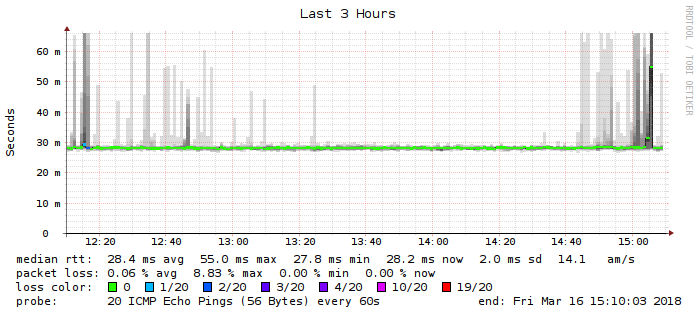 Last 3 Hours
RRDTOOL / TOBI OETIKER
Seconds
60 m
50 m
40 m
30 m
20 m
10 m
0
12:20 12:40 13:00 13:20 13:40 14:00 14:20 14:40 15:00
median rtt: 28.4 ms avg 55.0 ms max 27.8 ms min 28.2 ms now 2.0 ms sd 14.1 am/s
packet loss: 0.06 % avg 8.83 % max 0.00 % min 0.00 % now
loss color: 0 1/20 2/20 3/20 4/20 10/20 19/20
probe: 20 ICMP Echo Pings (56 Bytes) every 60s end: Fri Mar 16 15:10:03 2018